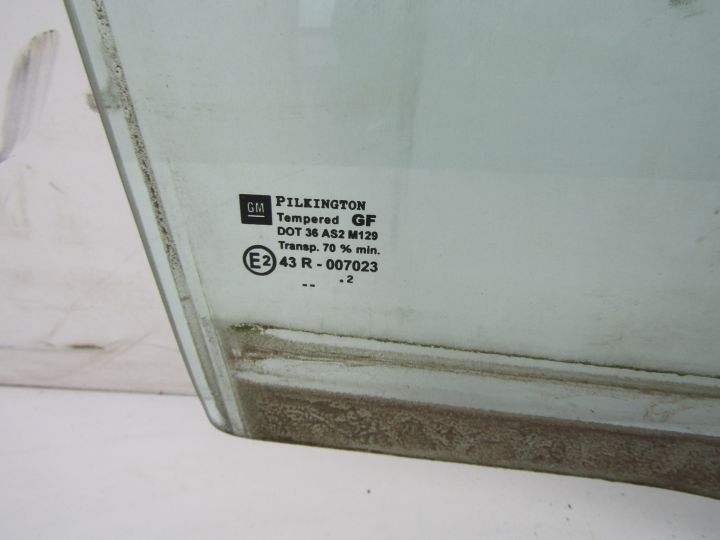 GM PILKINGTON
Tempered GF
DOT 36 AS2 M129
Transp. 70 % min.
E2 43 R - 007023
-- .2